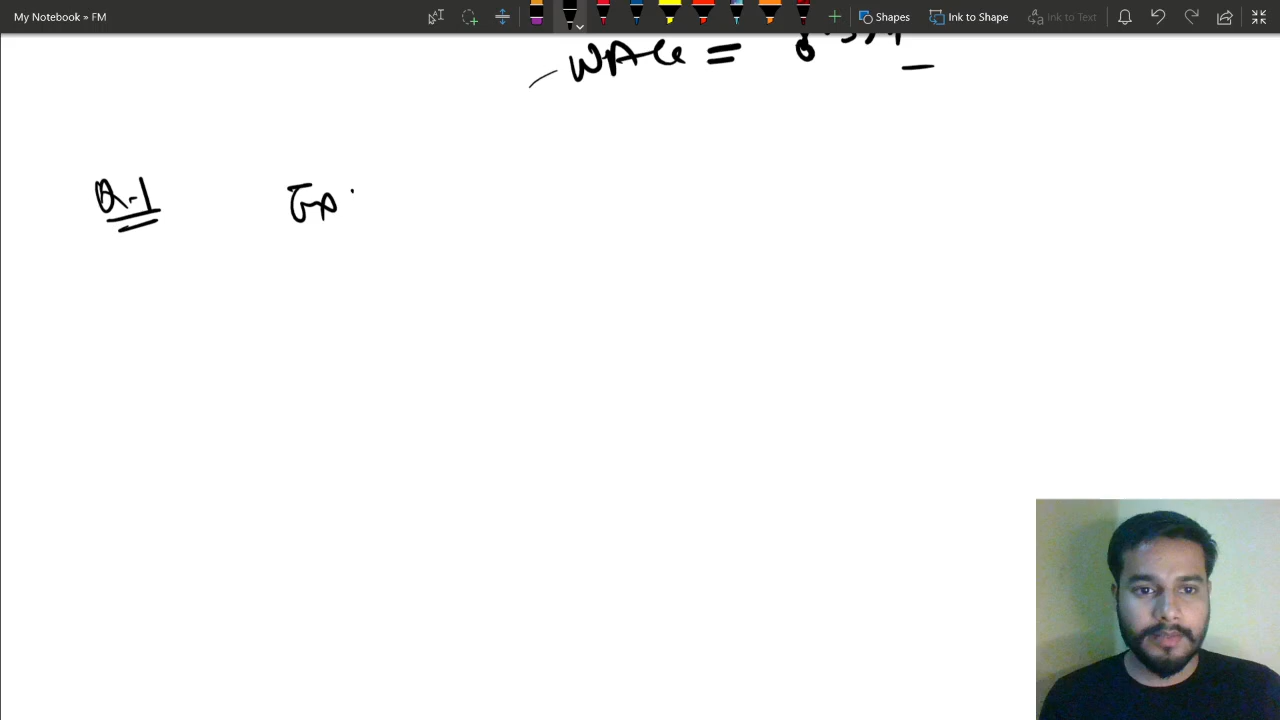 My Notebook » FM
Shapes
Ink to Shape
Ink to Text
WACC =
Q.1